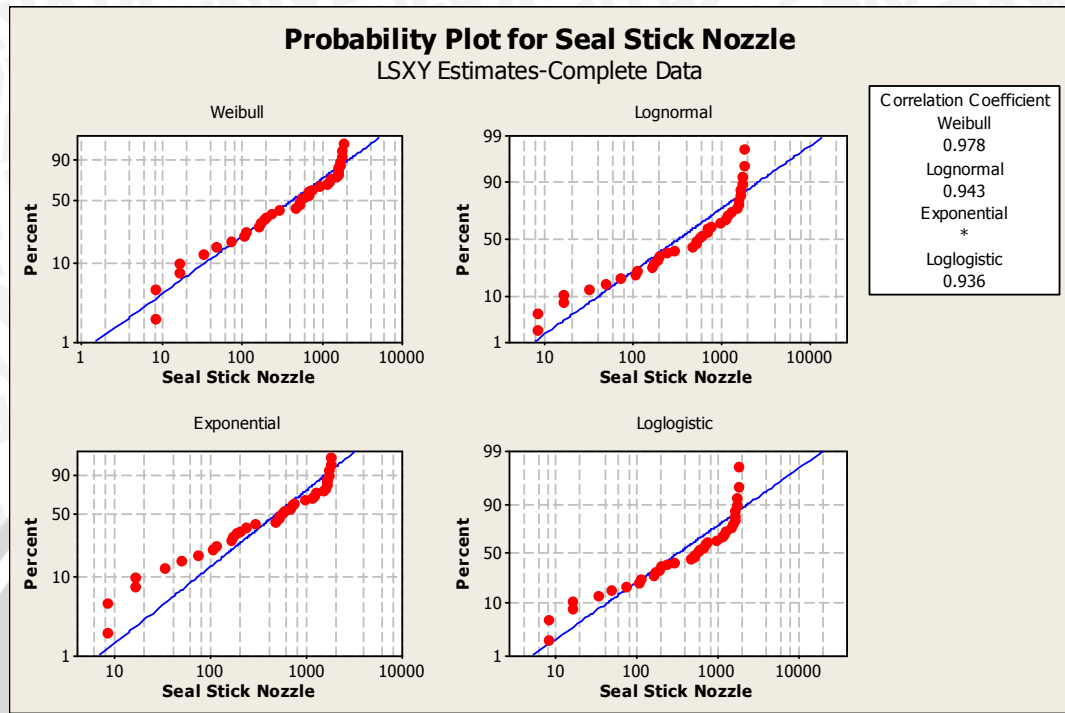 Probability Plot for Seal Stick Nozzle
LSXY Estimates-Complete Data
Weibull
Percent
90
50
10
1
1 10 100 1000 10000
Seal Stick Nozzle
Lognormal
Percent
99
90
50
10
1
10 100 1000 10000
Seal Stick Nozzle
Correlation Coefficient
Weibull
0.978
Lognormal
0.943
Exponential
*
Loglogistic
0.936
Exponential
Percent
90
50
10
1
10 100 1000
Seal Stick Nozzle
Loglogistic
Percent
99
90
50
10
1
10 100 1000 10000
Seal Stick Nozzle